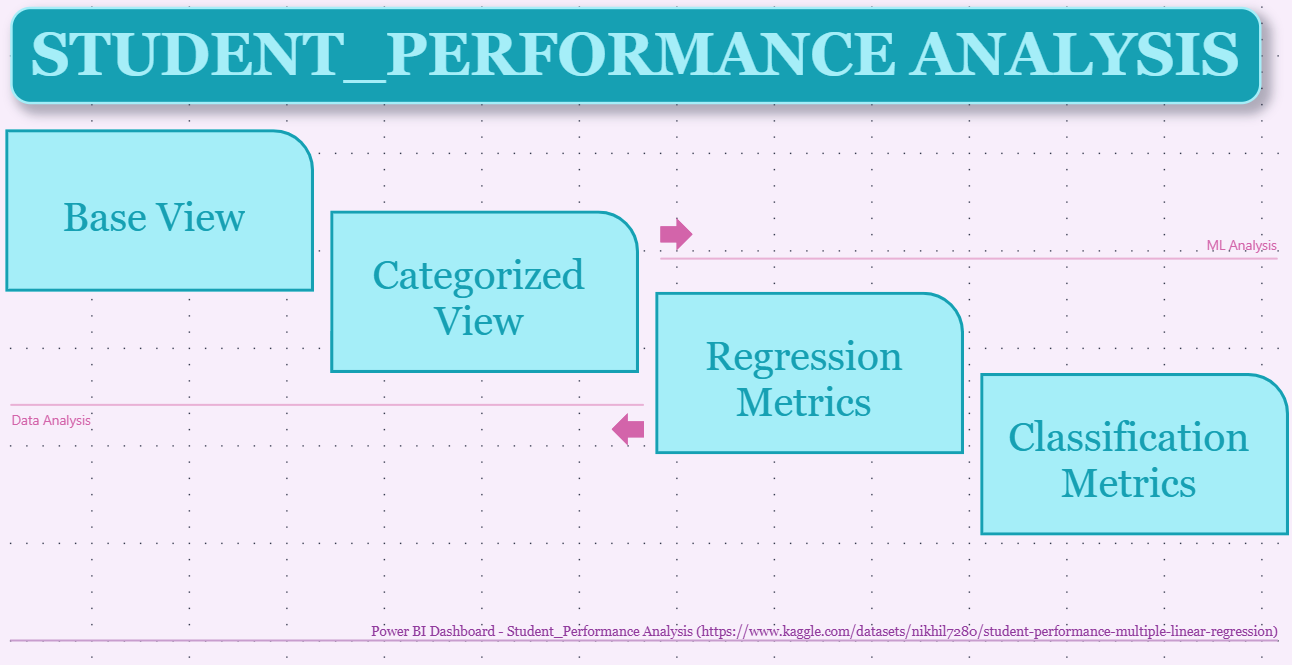 STUDENT_PERFORMANCE ANALYSIS
Base View
Categorized
View
ML Analysis
Regression
Metrics
Data Analysis
Classification
Metrics
Power BI Dashboard - Student_Performance Analysis (https://www.kaggle.com/datasets/nikhil7280/student-performance-multiple-linear-regression)